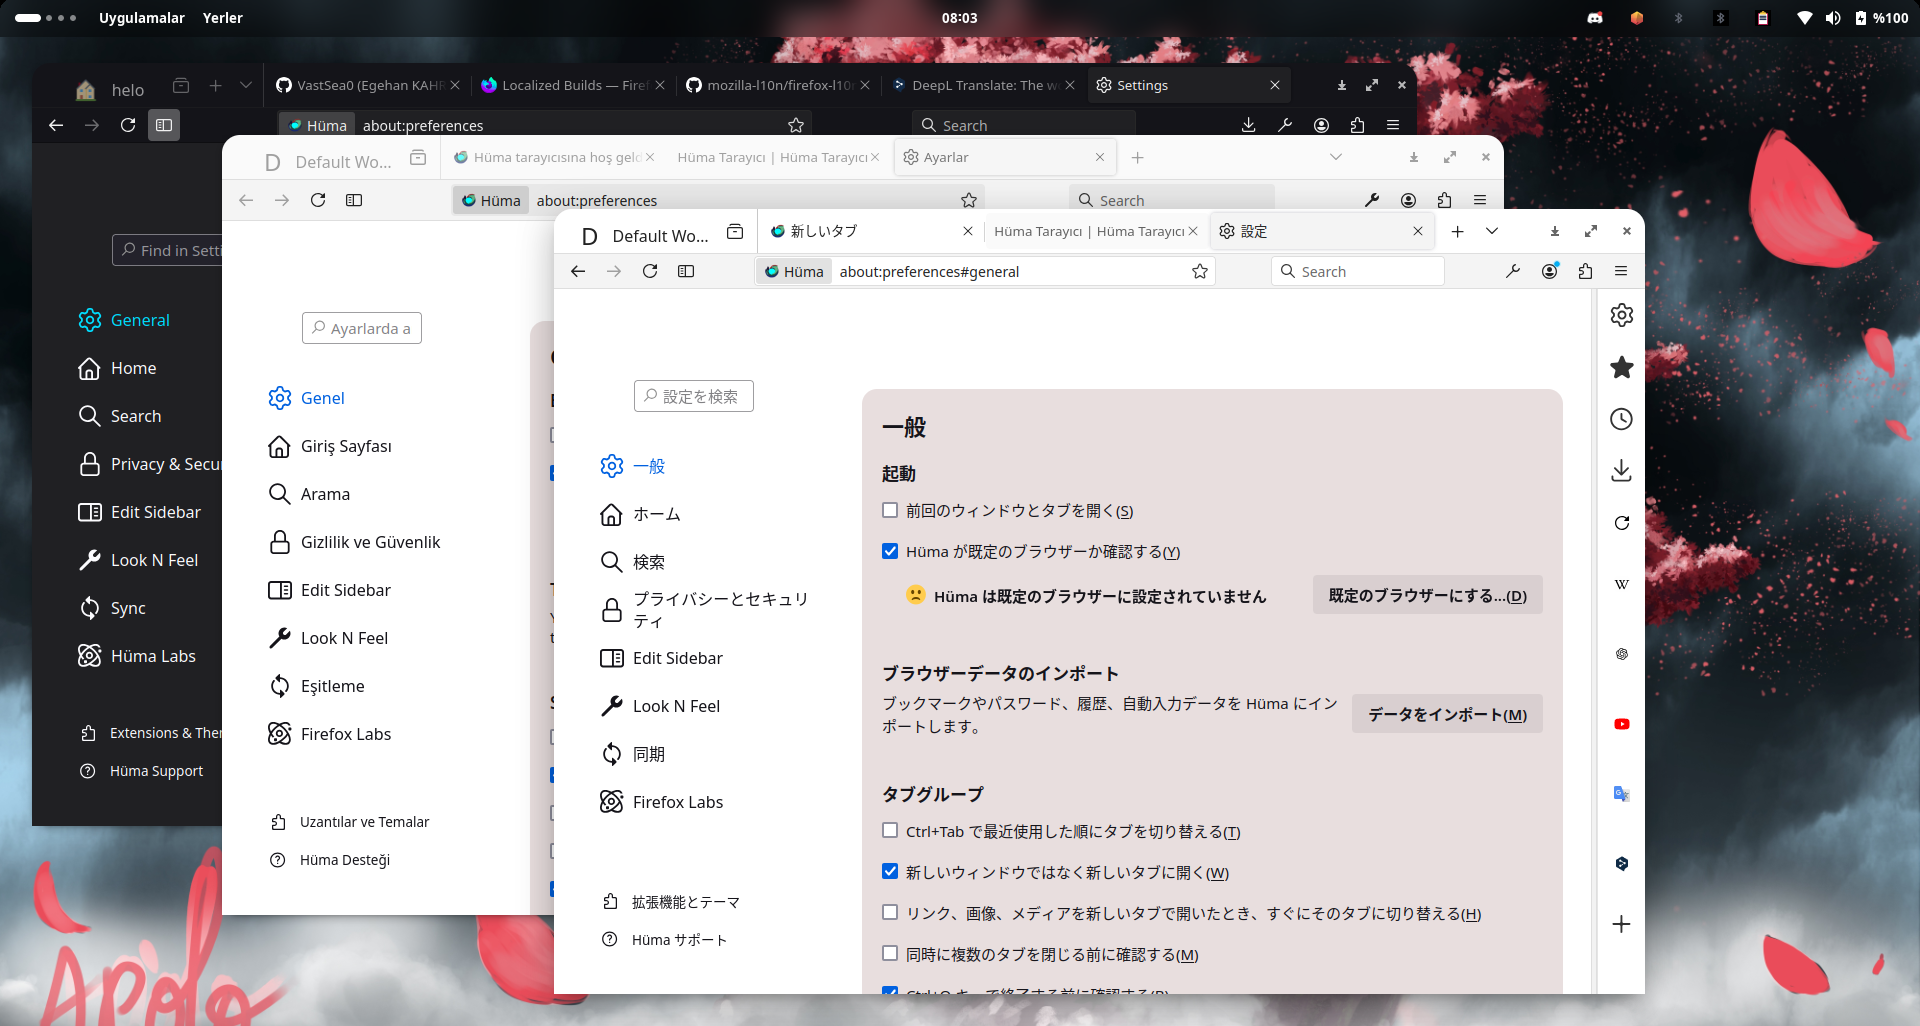 Uygulamalar Yerler
08:03
%100
helo
VastSea0 (Egehan KAHR
Localized Builds — Firef
mozilla-l10n/firefox-l10n
DeepL Translate: The w
Settings
Hüma
about:preferences
Search
Find in Setti
General
Home
Search
Privacy & Secur
Edit Sidebar
Look N Feel
Sync
Hüma Labs
Extensions & The
Hüma Support
D Default Wo...
Hüma tarayıcısına hoş geld
Hüma Tarayıcı | Hüma Tarayıcı
Ayarlar
Hüma
about:preferences
Search
Ayarlarda a
Genel
Giriş Sayfası
Arama
Gizlilik ve Güvenlik
Edit Sidebar
Look N Feel
Eşitleme
Firefox Labs
Uzantılar ve Temalar
Hüma Desteği
D Default Wo...
新しいタブ
Hüma Tarayıcı | Hüma Tarayıcı
設定
Hüma
about:preferences#general
Search
設定を検索
一般
ホーム
検索
プライバシーとセキュリ
ティ
Edit Sidebar
Look N Feel
同期
Firefox Labs
拡張機能とテーマ
Hüma サポート
一般
起動
前回のウィンドウとタブを開く(S)
Hüma が既定のブラウザーか確認する(Y)
Hüma は既定のブラウザーに設定されていません
既定のブラウザーにする...(D)
ブラウザーデータのインポート
ブックマークやパスワード、履歴、自動入力データを Hüma にイン
ポートします。
データをインポート(M)
タブグループ
Ctrl+Tab で最近使用した順にタブを切り替える(T)
新しいウィンドウではなく新しいタブに開く(W)
リンク、画像、メディアを新しいタブで開いたとき、すぐにそのタブに切り替える(H)
同時に複数のタブを閉じる前に確認する(M)
Ctrl+Q キーで終了する前に確認する(B)
W
Apolo